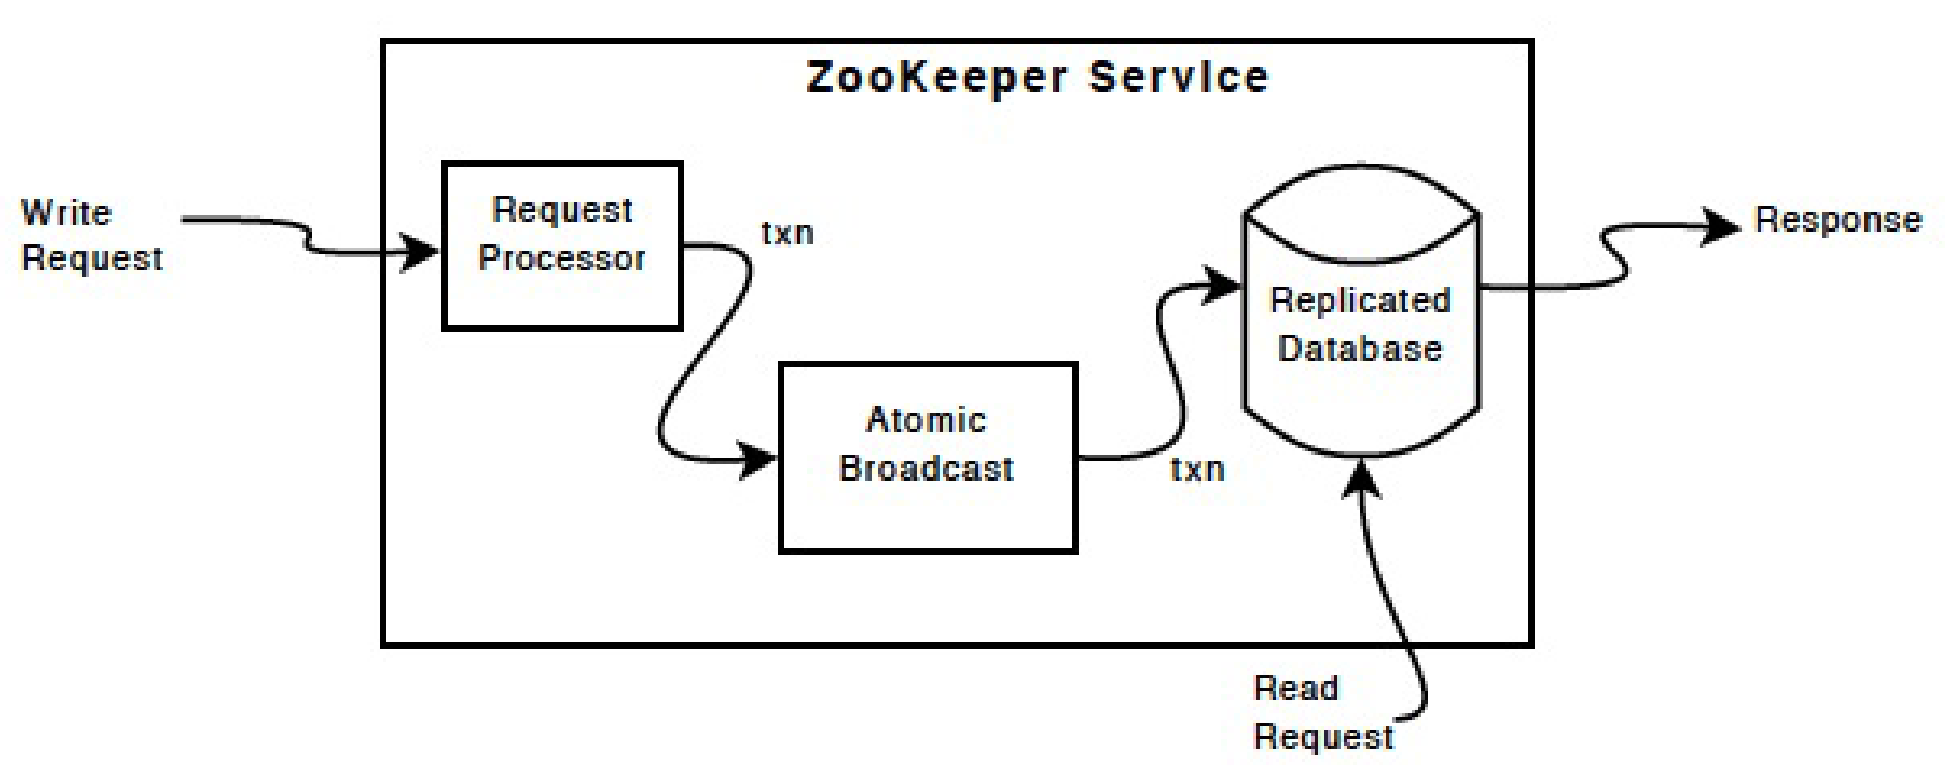 ZooKeeper Service
Write
Request
Request
Processor
txn
Atomic
Broadcast
txn
Replicated
Database
Response
Read
Request